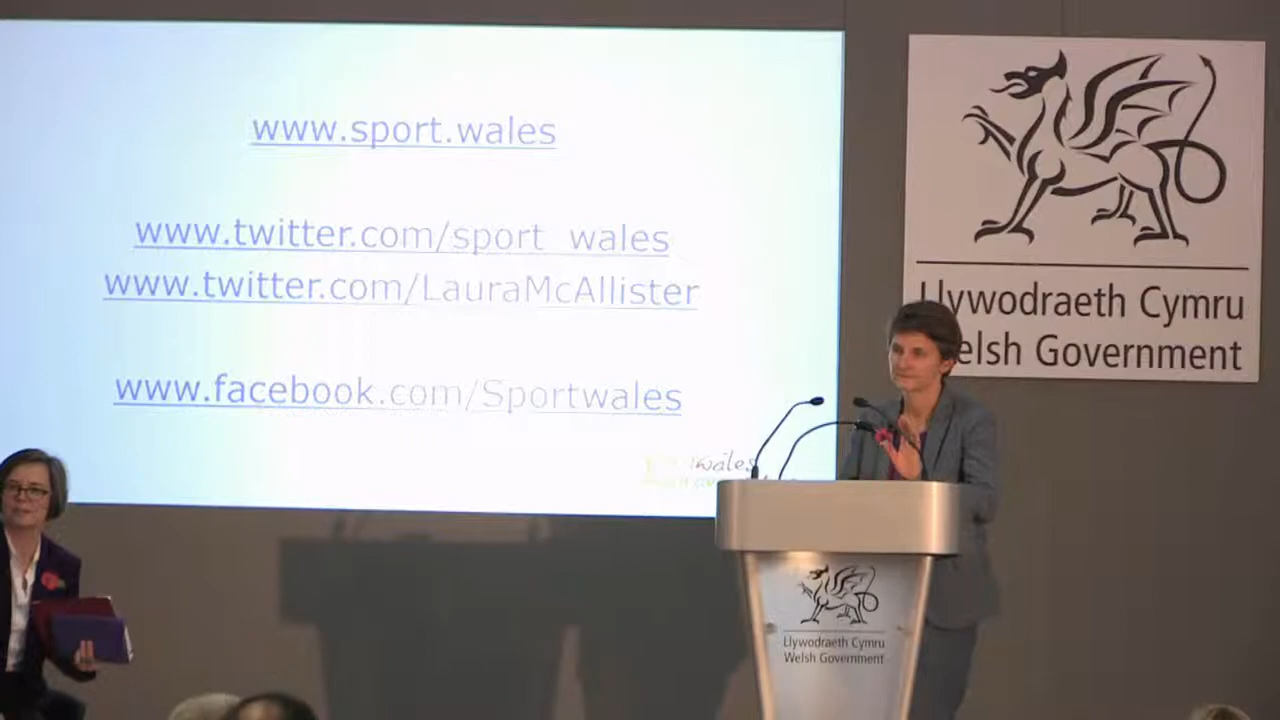 www.sport.wales
www.twitter.com/sport_wales
www.twitter.com/LauraMcAllister
www.facebook.com/Sportwales
wales
Llywodraeth Cymru
Welsh Government
Llywodraeth Cymru
Welsh Government